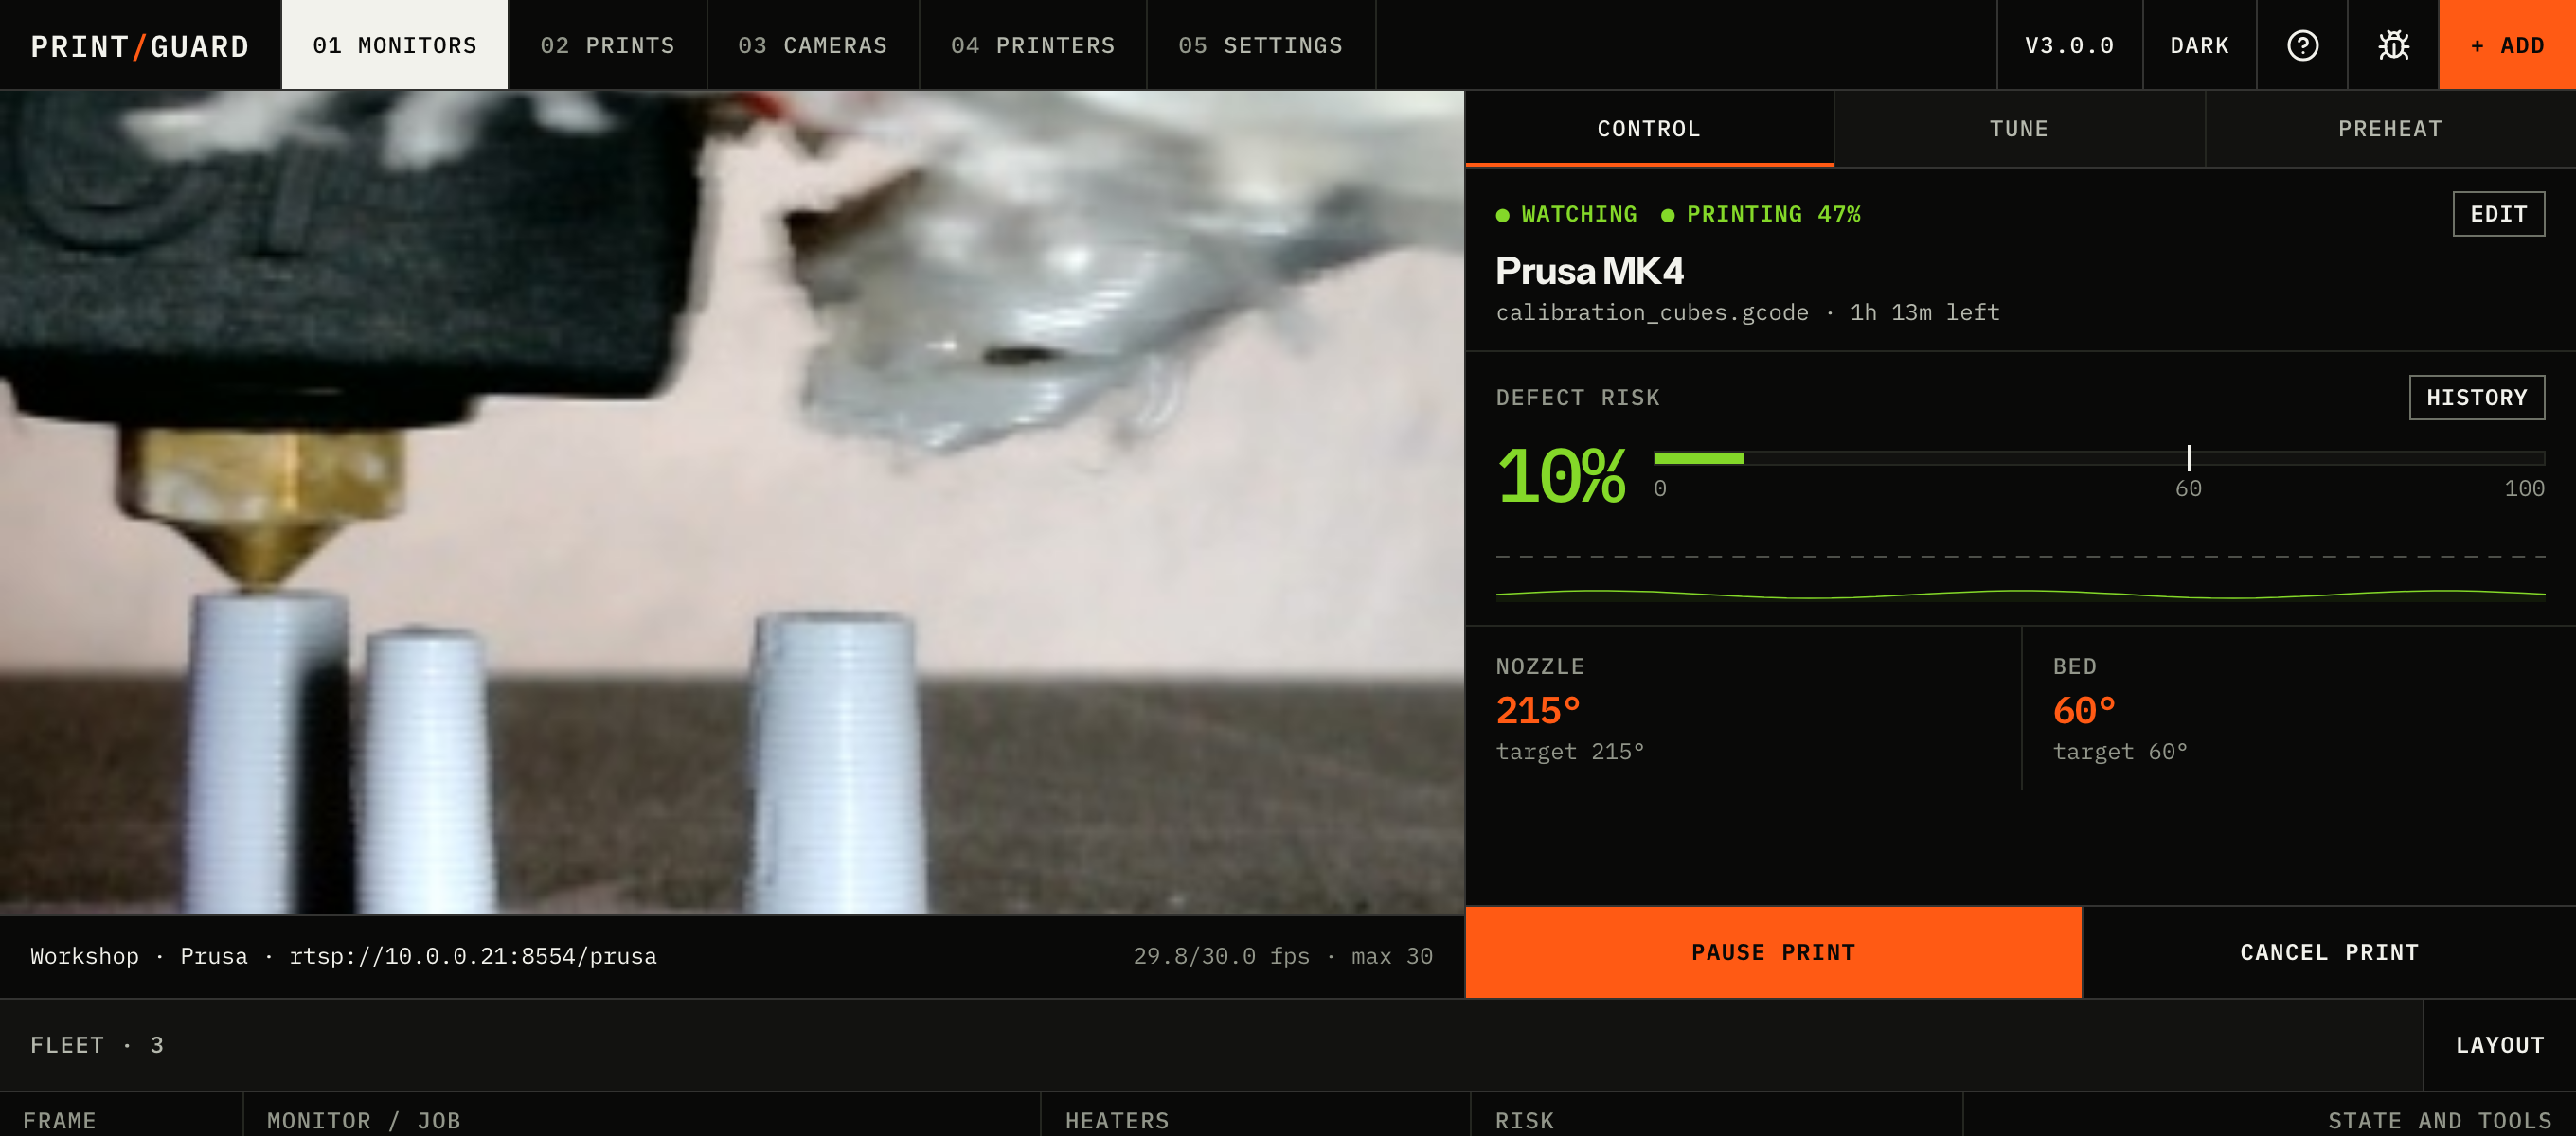 PRINT/GUARD
01 MONITORS
02 PRINTS
03 CAMERAS
04 PRINTERS
05 SETTINGS
V3.0.0
DARK
+ ADD
CONTROL
TUNE
PREHEAT
WATCHING
PRINTING 47%
EDIT
Prusa MK4
calibration_cubes.gcode · 1h 13m left
DEFECT RISK
HISTORY
10%
0
60
100
NOZZLE
215°
target 215°
BED
60°
target 60°
Workshop · Prusa · rtsp://10.0.0.21:8554/prusa
29.8/30.0 fps · max 30
PAUSE PRINT
CANCEL PRINT
FLEET · 3
LAYOUT
FRAME
MONITOR / JOB
HEATERS
RISK
STATE AND TOOLS